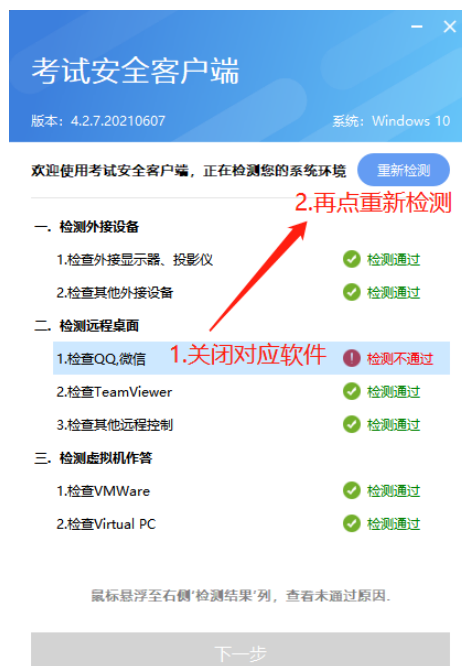 考试安全客户端
版本：4.2.7.20210607 系统：Windows 10
欢迎使用考试安全客户端，正在检测您的系统环境 重新检测
2.再点重新检测
一. 检测外接设备
1.检查外接显示器、投影仪 检测通过
2.检查其他外接设备 检测通过
二. 检测远程桌面
1.检查QQ,微信 1.关闭对应软件 检测不通过
2.检查TeamViewer 检测通过
3.检查其他远程控制 检测通过
三. 检测虚拟机作答
1.检查VMWare 检测通过
2.检查Virtual PC 检测通过
鼠标悬浮至右侧'检测结果'列，查看未通过原因.
下一步